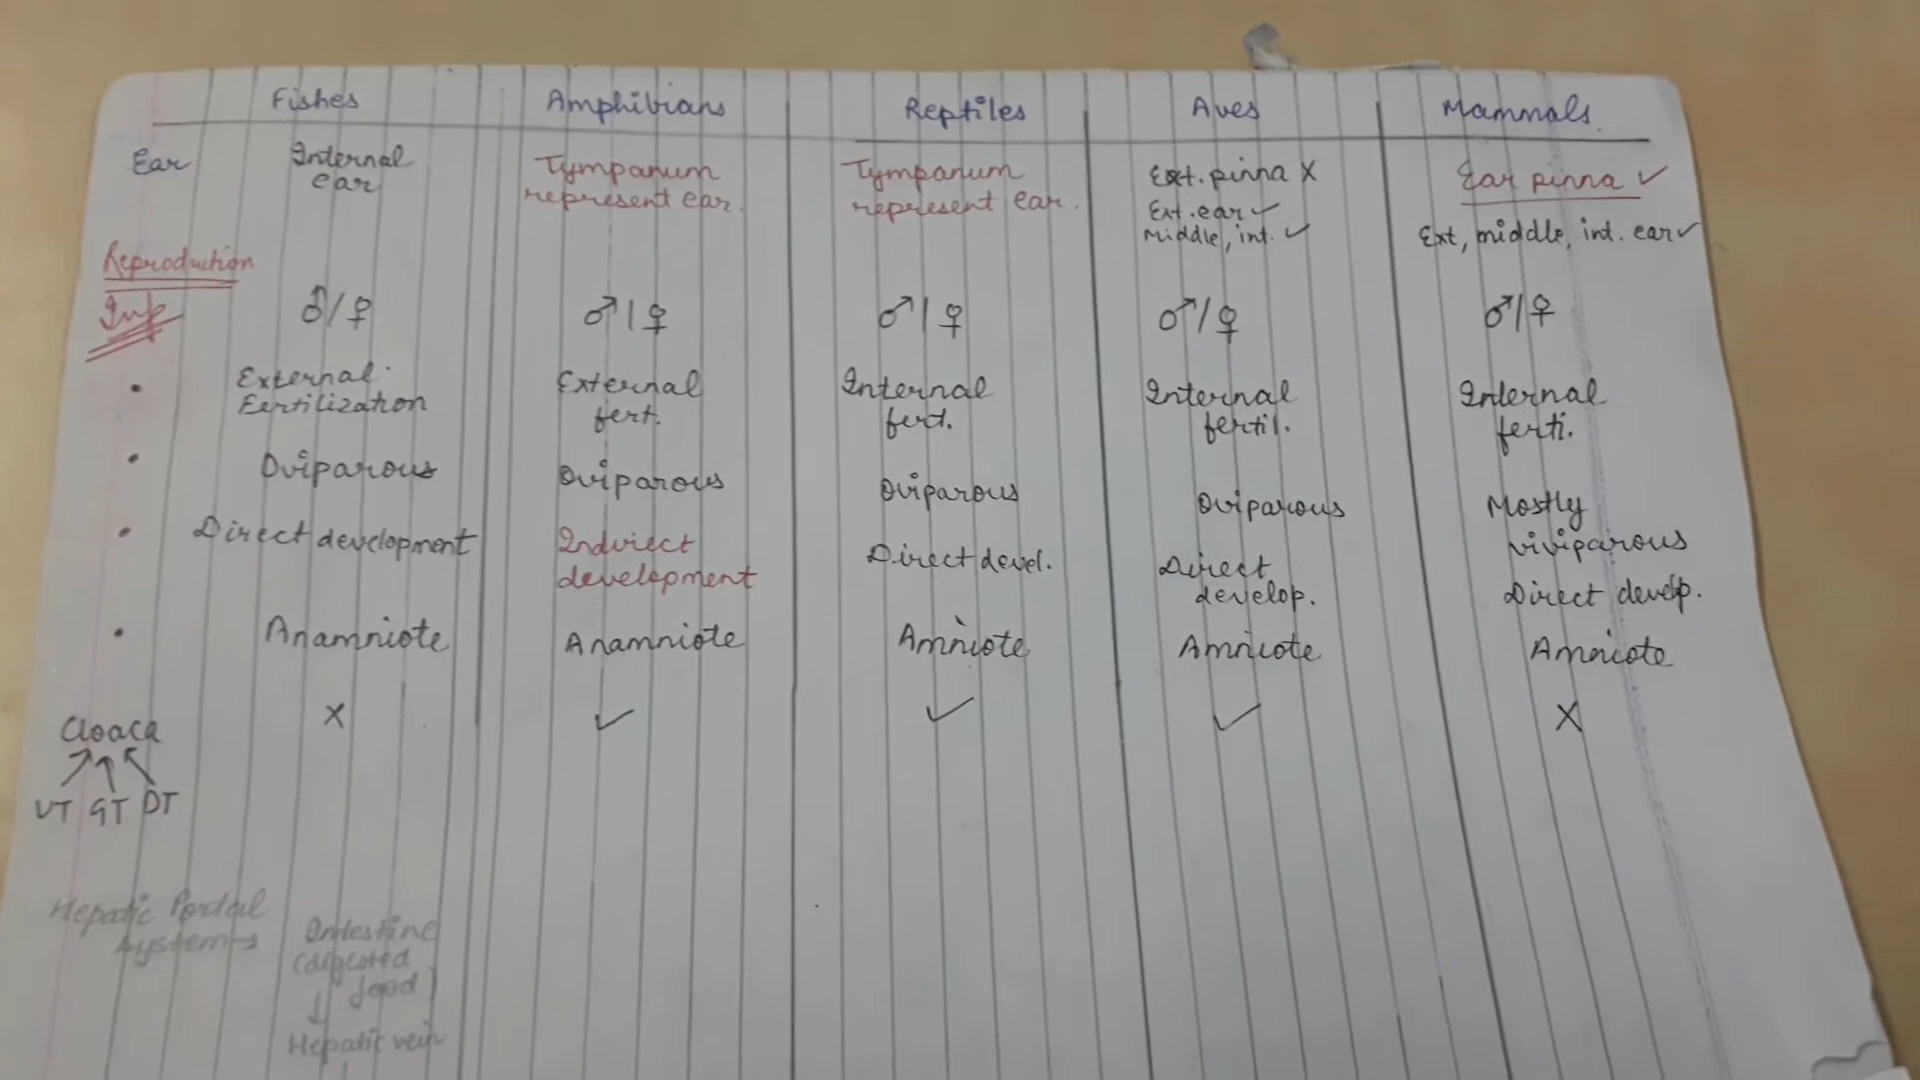 Fishes Amphibians Reptiles Aves Mammals
Ear Internal ear Tympanum represent ear. Tympanum represent ear. Ext. pinna X Ear pinna ✓
Ext. ear ✓
Middle, int. ✓ Ext, middle, int. ear ✓
Reproduction
Imp ♂/♀ ♂/♀ ♂/♀ ♂/♀ ♂/♀
• External Fertilization External fert. Internal fert. Internal fertil. Internal ferti.
• Oviparous Oviparous Oviparous Oviparous Mostly viviparous
• Direct development Indirect development Direct devel. Direct develop. Direct develp.
• Anamniote Anamniote Amniote Amniote Amniote
Cloaca X ✓ ✓ ✓ X
UT GT DT
Hepatic Portal System → Intestine
(digested
food)
↓
Hepatic vein